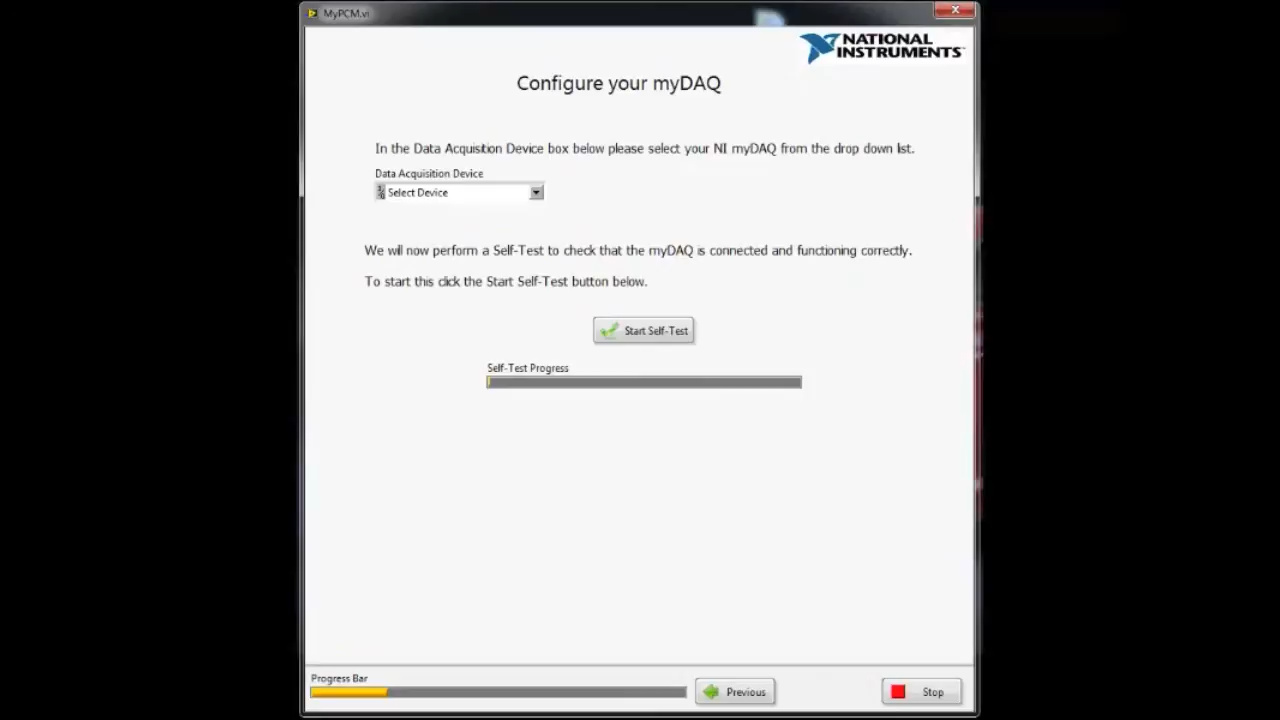 MyPCM.vi
NATIONAL
INSTRUMENTS
Configure your myDAQ
In the Data Acquisition Device box below please select your NI myDAQ from the drop down list.
Data Acquisition Device
Select Device
We will now perform a Self-Test to check that the myDAQ is connected and functioning correctly.
To start this click the Start Self-Test button below.
Start Self-Test
Self-Test Progress
Progress Bar
Previous
Stop